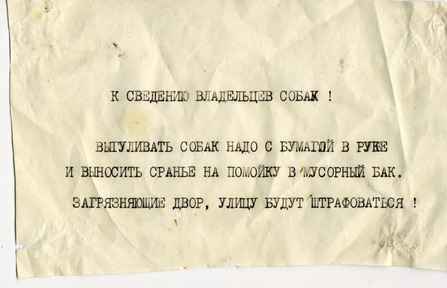 К СВЕДЕНИЮ ВЛАДЕЛЬЦЕВ СОБАК !
ВЫГУЛИВАТЬ СОБАК НАДО С БУМАГОЙ В РУКЕ
И ВЫНОСИТЬ СРАНЬЕ НА ПОМОЙКУ В МУСОРНЫЙ БАК.
ЗАГРЯЗНЯЮЩИЕ ДВОР, УЛИЦУ БУДУТ ШТРАФОВАТЬСЯ !